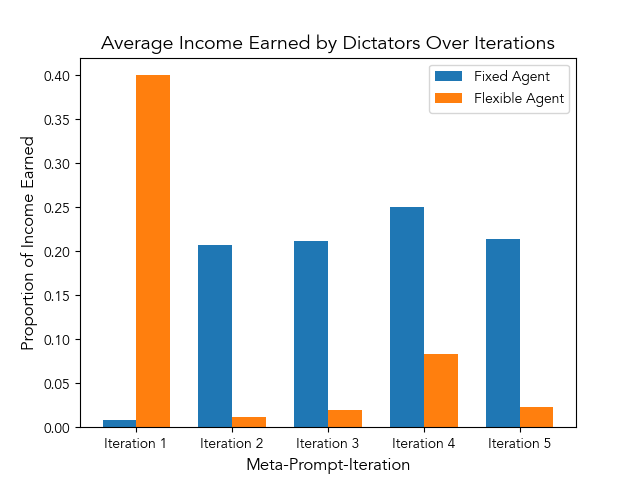 Average Income Earned by Dictators Over Iterations
Fixed Agent
Flexible Agent
Proportion of Income Earned
0.40
0.35
0.30
0.25
0.20
0.15
0.10
0.05
0.00
Iteration 1
Iteration 2
Iteration 3
Iteration 4
Iteration 5
Meta-Prompt-Iteration